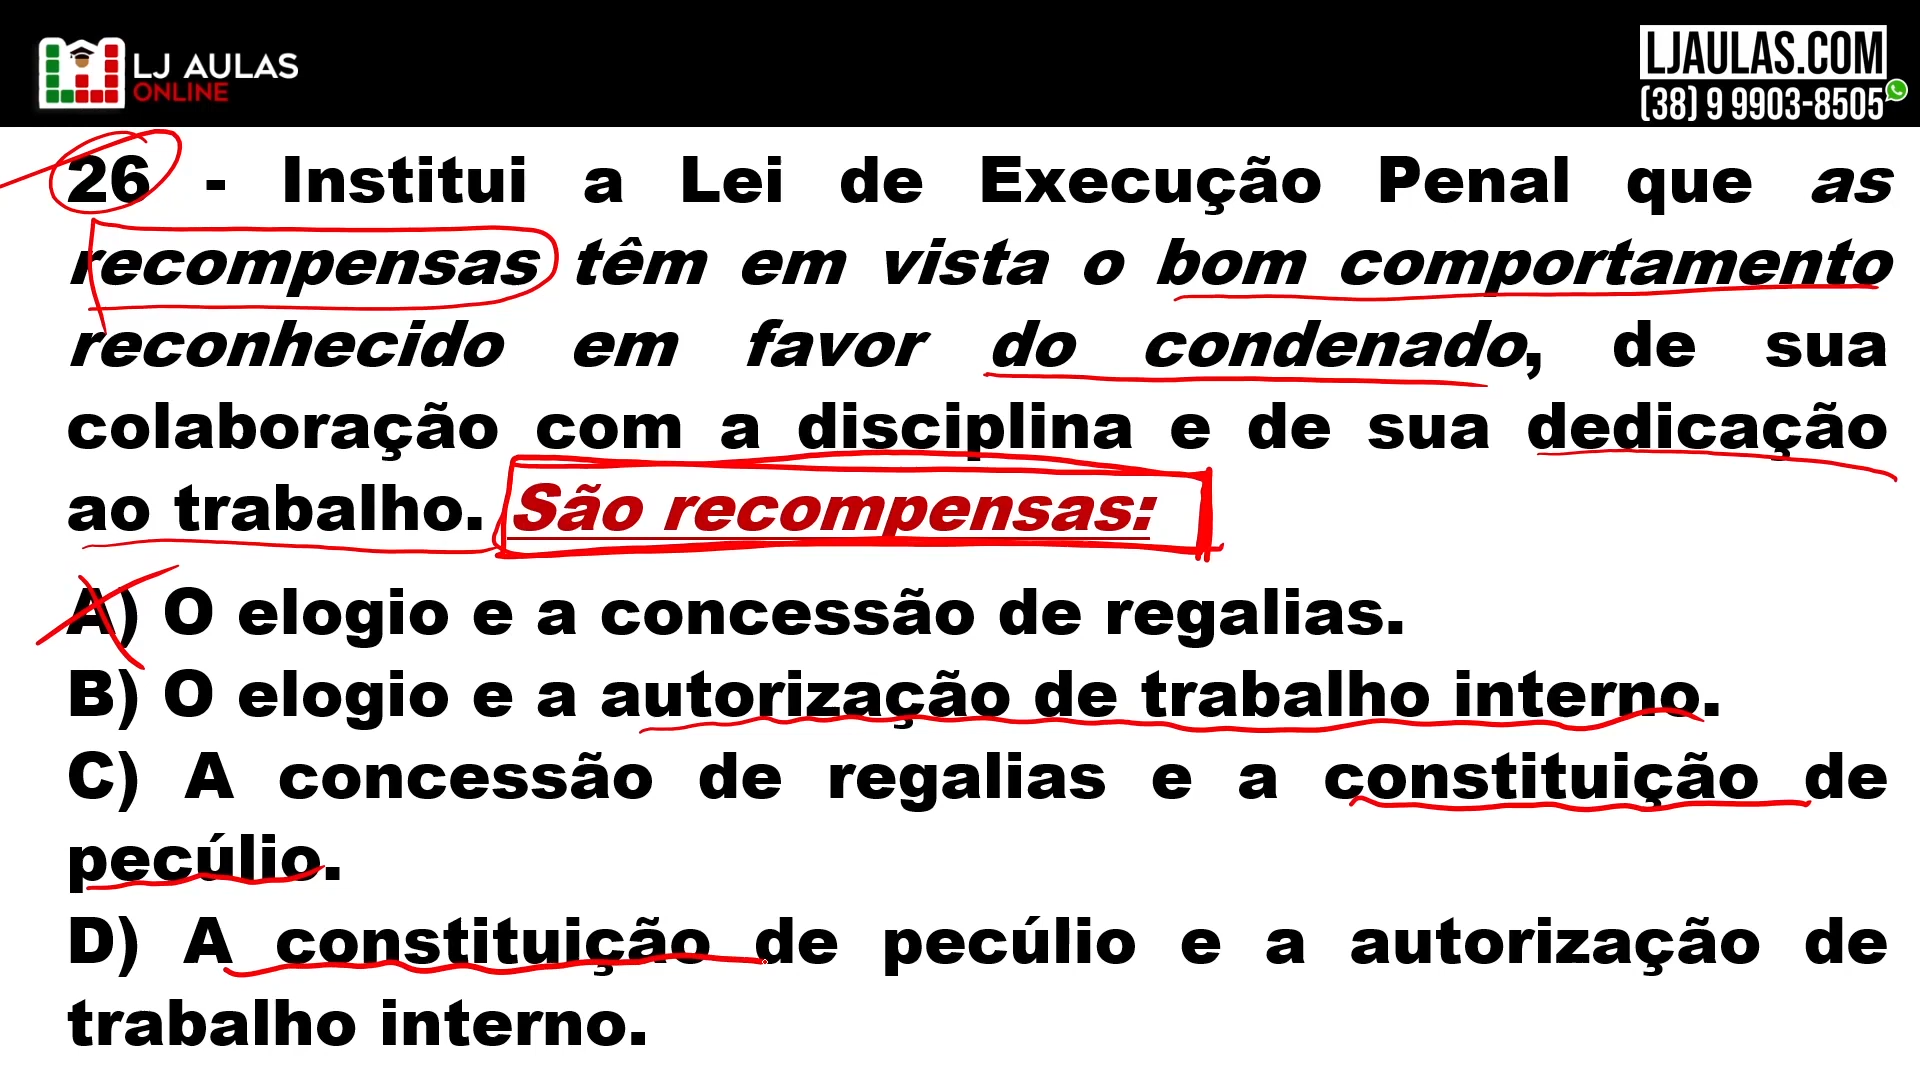 LJ AULAS
ONLINE
LJAULAS.COM
(38) 9 9903-8505
26 - Institui a Lei de Execução Penal que as
recompensas têm em vista o bom comportamento
reconhecido em favor do condenado, de sua
colaboração com a disciplina e de sua dedicação
ao trabalho. São recompensas:
A) O elogio e a concessão de regalias.
B) O elogio e a autorização de trabalho interno.
C) A concessão de regalias e a constituição de
pecúlio.
D) A constituição de pecúlio e a autorização de
trabalho interno.